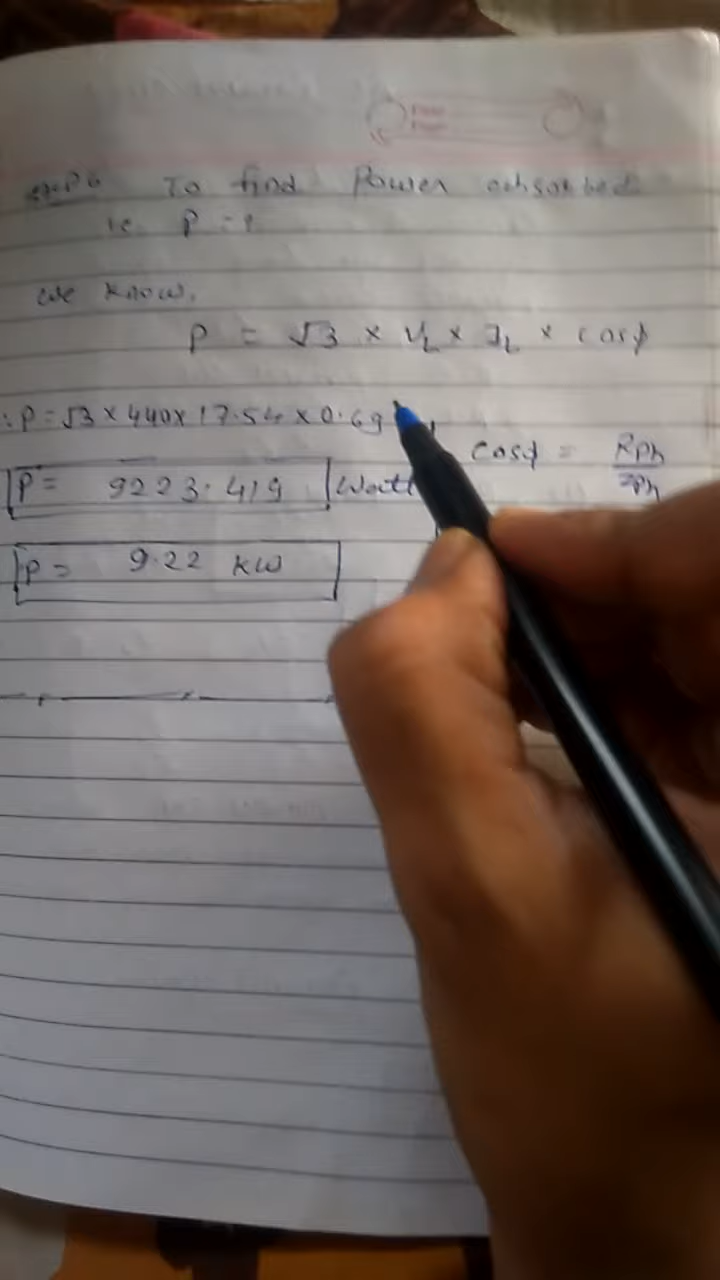 To find Power absorbed
ie. P = ?
we know,
P = √3 × VL × IL × cosφ
∴ P = √3 × 440 × 17.54 × 0.69
cosφ = Rph / Zph
P = 9223.419 Watt
P = 9.22 kw